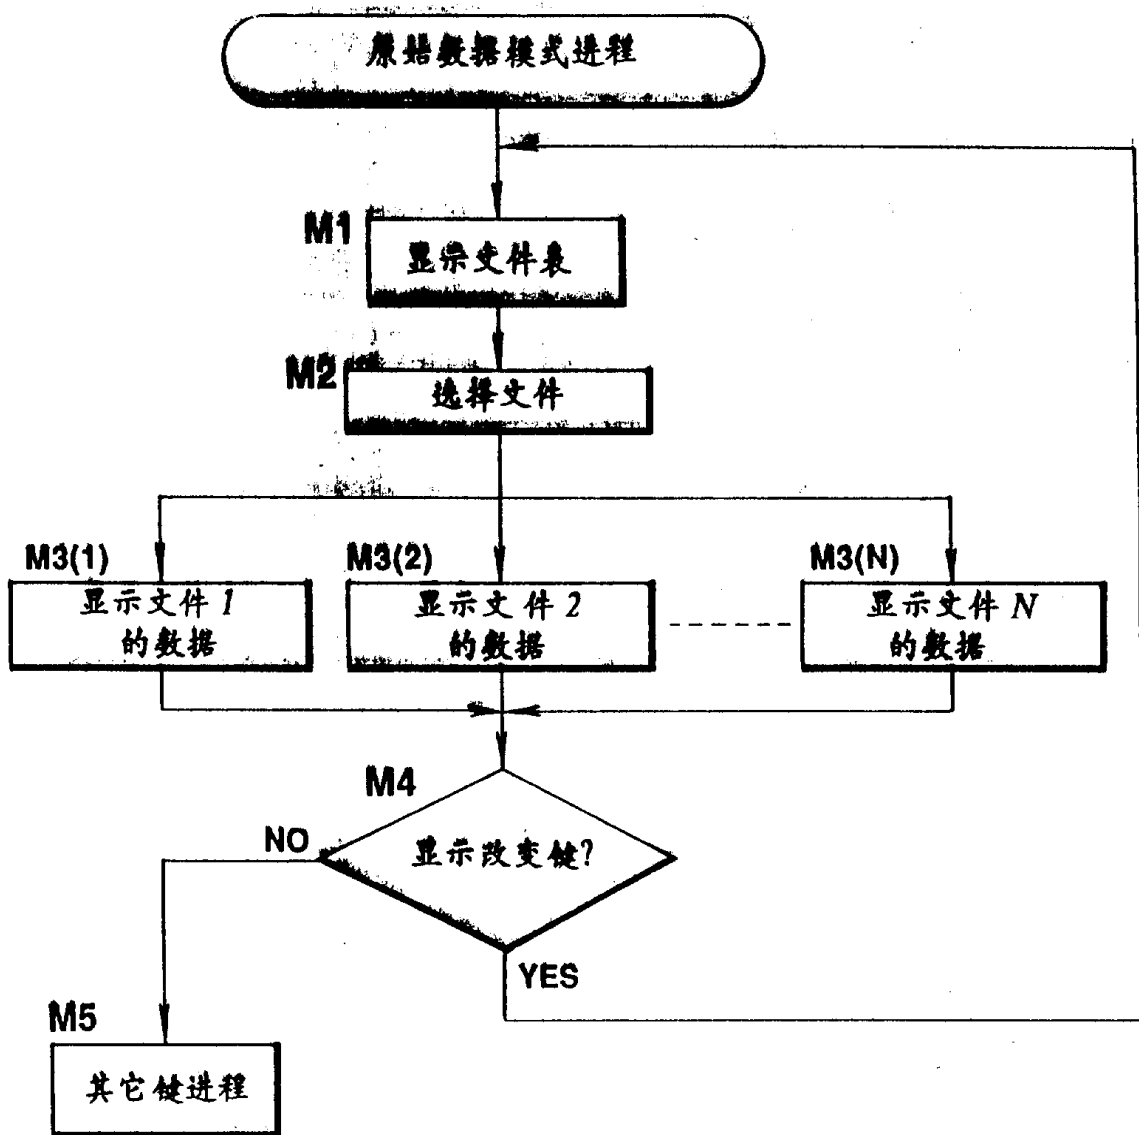 原始数据模式进程
M1
显示文件表
M2
选择文件
M3(1)
显示文件1
的数据
M3(2)
显示文件2
的数据
M3(N)
显示文件N
的数据
M4
显示改变键?
NO
YES
M5
其它键进程